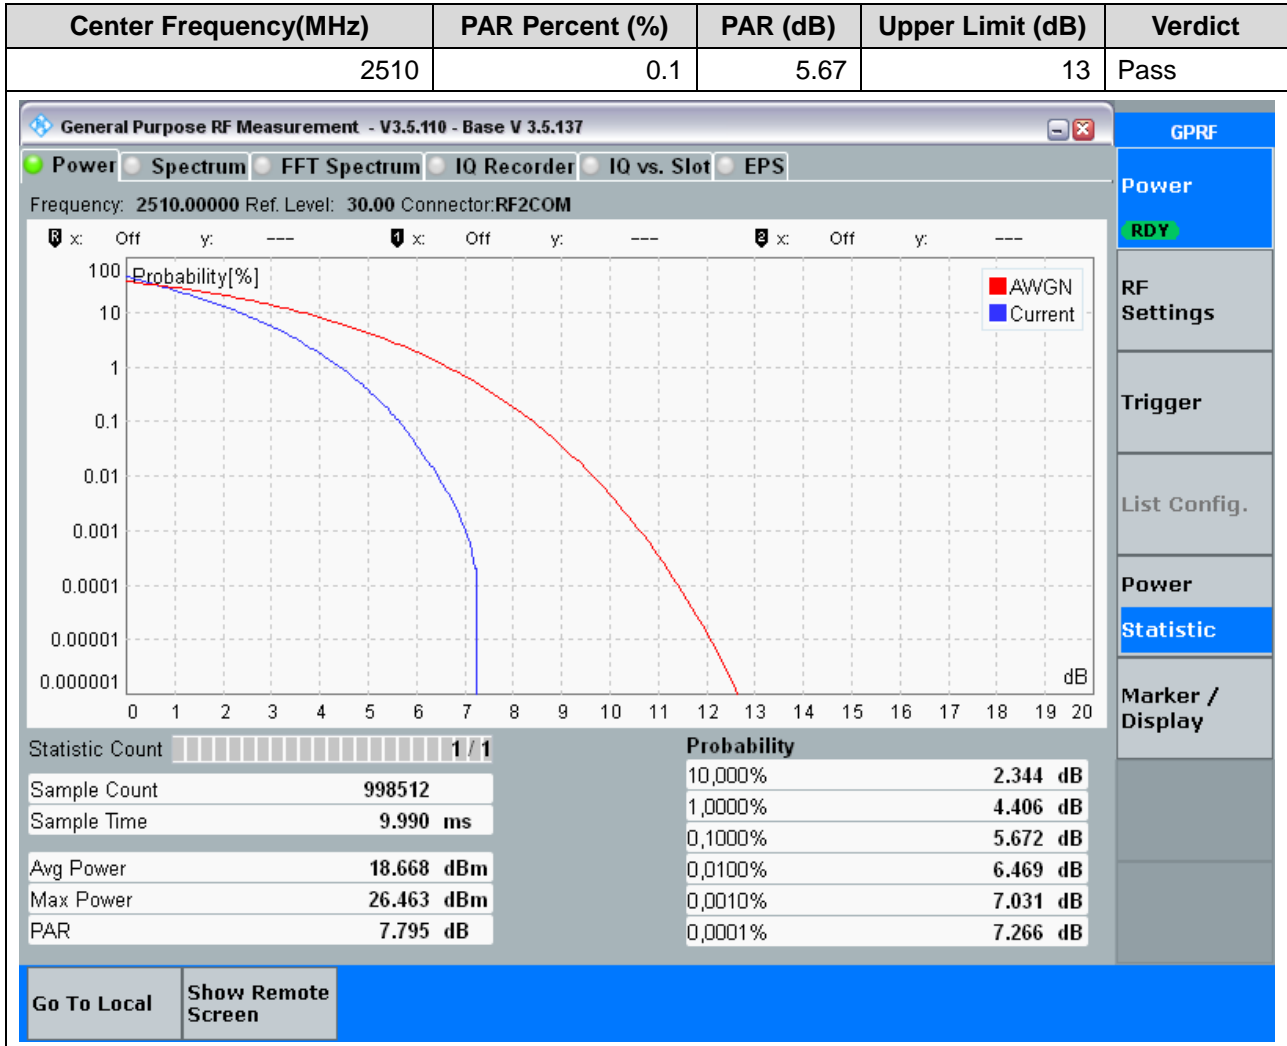 Center Frequency(MHz) PAR Percent (%) PAR (dB) Upper Limit (dB) Verdict
2510 0.1 5.67 13 Pass
General Purpose RF Measurement - V3.5.110 - Base V 3.5.137
GPRF
Power Spectrum FFT Spectrum IQ Recorder IQ vs. Slot EPS
Frequency: 2510.00000 Ref. Level: 30.00 Connector:RF2COM
R x: Off y: --- 1 x: Off y: --- 2 x: Off y: ---
Probability[%]
AWGN
Current
100
10
1
0.1
0.01
0.001
0.0001
0.00001
0.000001
dB
0 1 2 3 4 5 6 7 8 9 10 11 12 13 14 15 16 17 18 19 20
Statistic Count 1 / 1
Sample Count 998512
Sample Time 9.990 ms
Avg Power 18.668 dBm
Max Power 26.463 dBm
PAR 7.795 dB
Probability
10,000% 2.344 dB
1,0000% 4.406 dB
0,1000% 5.672 dB
0,0100% 6.469 dB
0,0010% 7.031 dB
0,0001% 7.266 dB
Power
RDY
RF
Settings
Trigger
List Config.
Power
Statistic
Marker /
Display
Go To Local
Show Remote
Screen